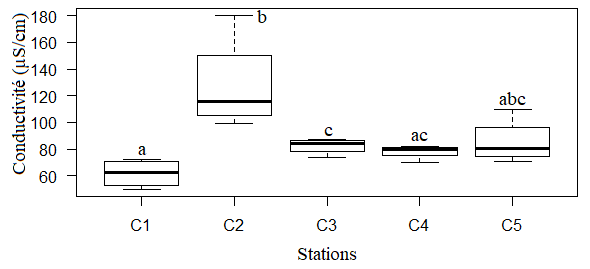 Conductivité (µS/cm)
180
160
140
120
100
80
60
a
b
c
ac
abc
C1 C2 C3 C4 C5
Stations